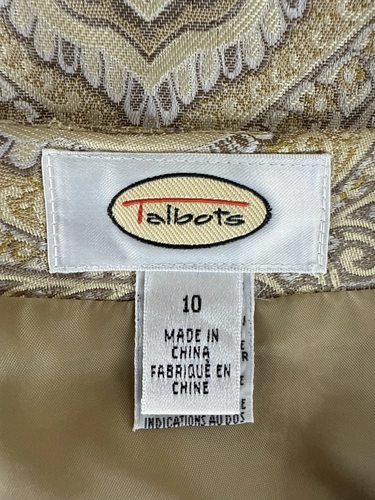 Talbots
10
MADE IN
CHINA
FABRIQUÉ EN
CHINE
INDICATIONS AU DOS